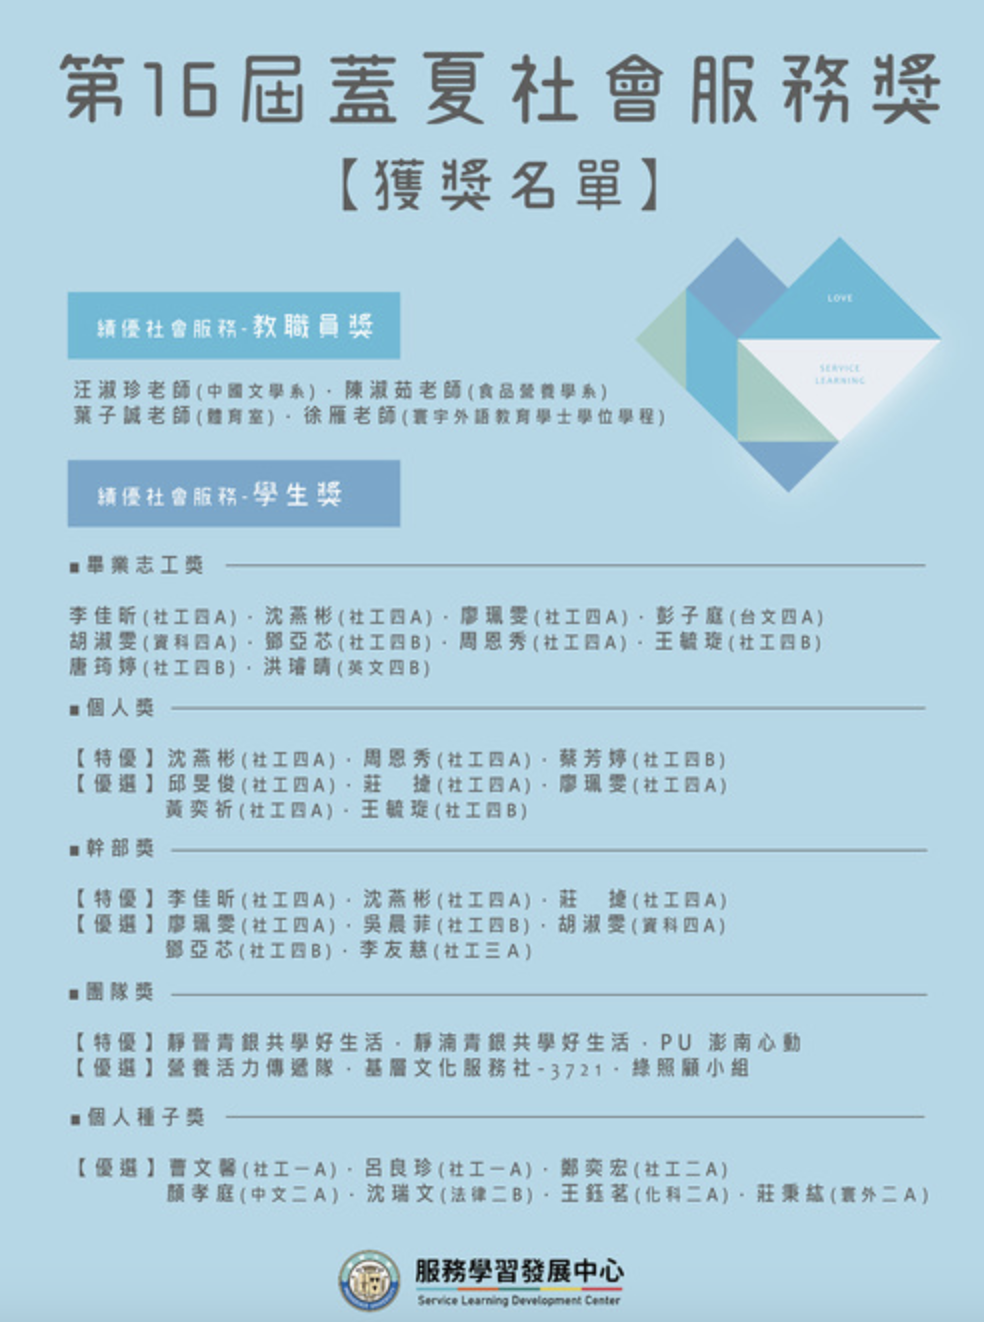 第16屆蓋夏社會服務獎
【獲獎名單】
LOVE
SERVICE
LEARNING
績優社會服務-教職員獎
汪淑珍老師(中國文學系)．陳淑茹老師(食品營養學系)
葉子誠老師(體育室)．徐雁老師(寰宇外語教育學士學位學程)
績優社會服務-學生獎
■畢業志工獎
李佳昕(社工四A)．沈燕彬(社工四A)．廖珮雯(社工四A)．彭子庭(台文四A)
胡淑雯(資科四A)．鄧亞芯(社工四B)．周恩秀(社工四A)．王毓琁(社工四B)
唐筠婷(社工四B)．洪璿晴(英文四B)
■個人獎
【特優】沈燕彬(社工四A)．周恩秀(社工四A)．蔡芳婷(社工四B)
【優選】邱旻俊(社工四A)．莊　㨗(社工四A)．廖珮雯(社工四A)
黃奕祈(社工四A)．王毓琁(社工四B)
■幹部獎
【特優】李佳昕(社工四A)．沈燕彬(社工四A)．莊　㨗(社工四A)
【優選】廖珮雯(社工四A)．吳晨菲(社工四B)．胡淑雯(資科四A)
鄧亞芯(社工四B)．李友慈(社工三A)
■團隊獎
【特優】靜晉青銀共學好生活．靜湳青銀共學好生活．PU 澎南心動
【優選】營養活力傳遞隊．基層文化服務社-3721．綠照顧小組
■個人種子獎
【優選】曹文馨(社工一A)．呂良珍(社工一A)．鄭奕宏(社工二A)
顏孝庭(中文二A)．沈瑞文(法律二B)．王鈺茗(化科二A)．莊秉紘(寰外二A)
服務學習發展中心
Service Learning Development Center